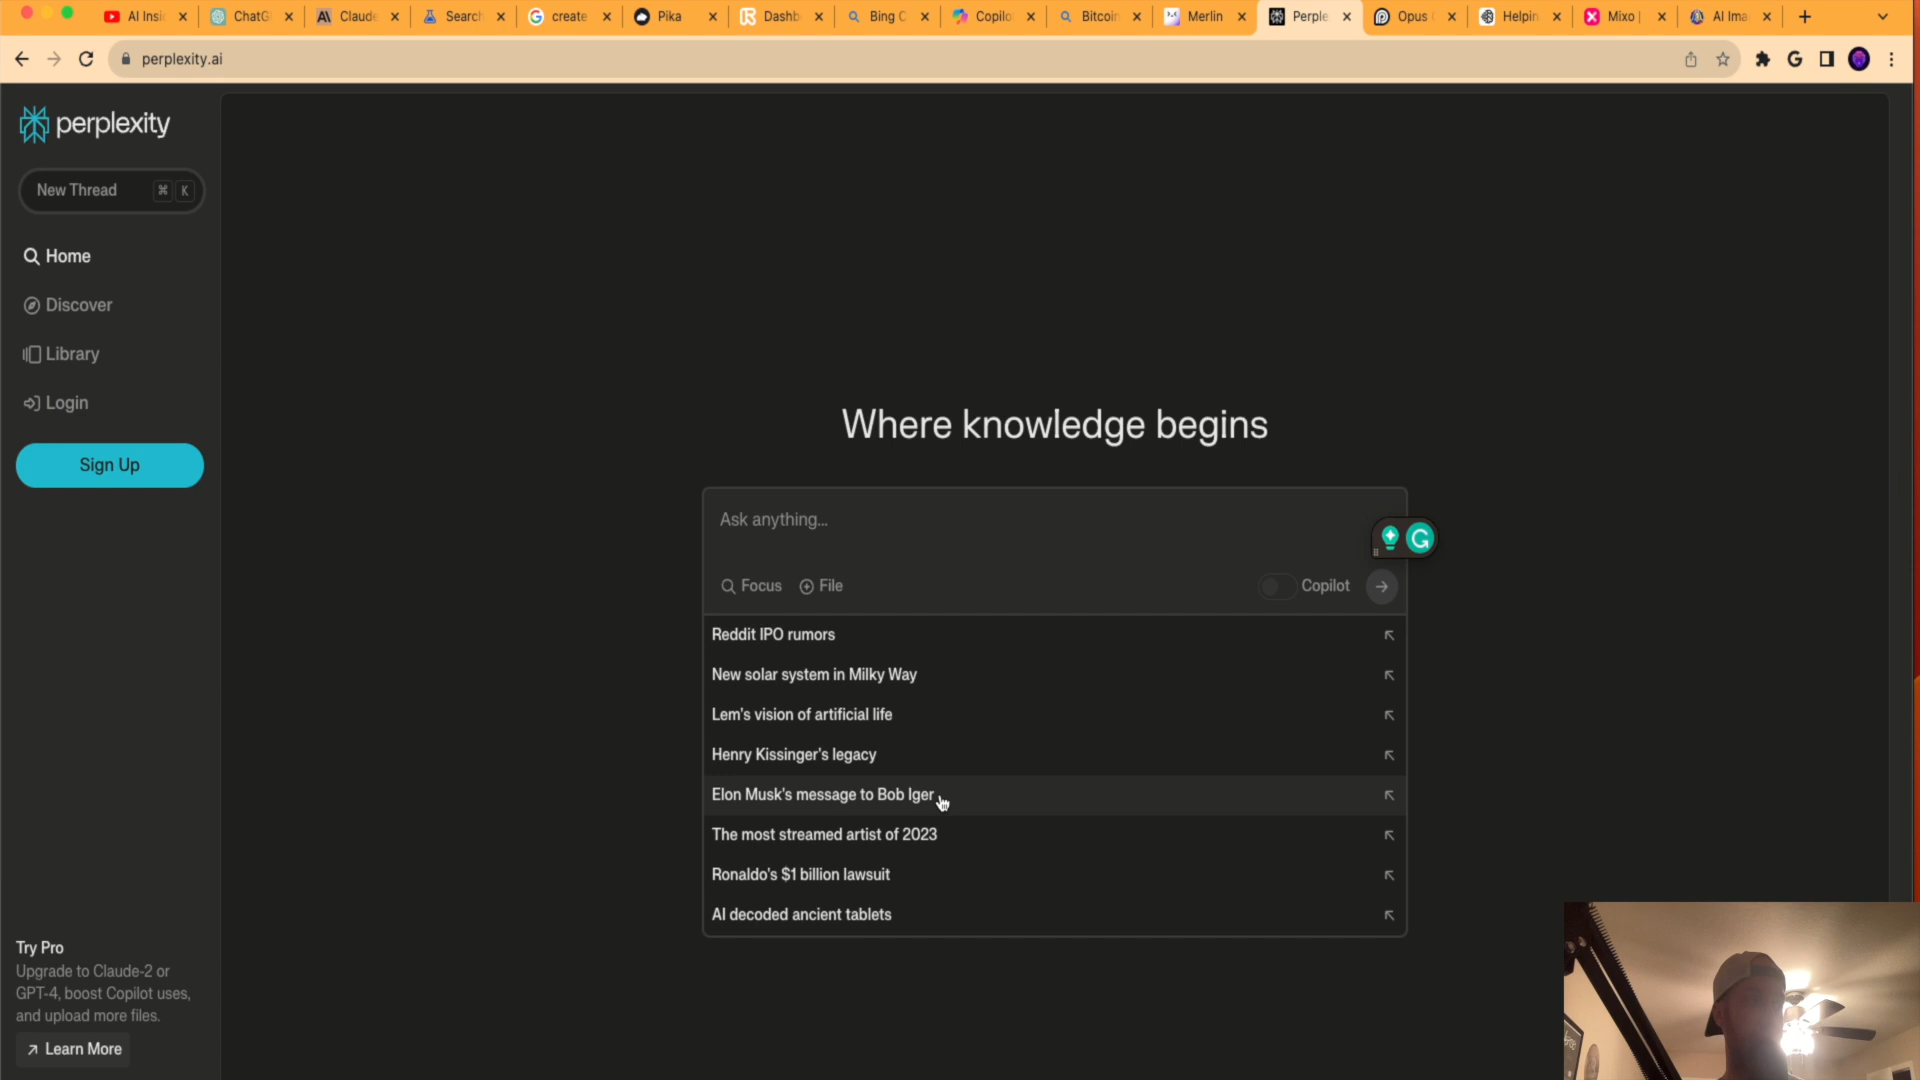 AI Insi
ChatG
Claude
Search
create
Pika
Dashb
Bing C
Copilo
Bitcoin
Merlin
Perple
Opus
Helpin
Mixo |
AI Ima
perplexity.ai
perplexity
New Thread ⌘ K
Home
Discover
Library
Login
Sign Up
Where knowledge begins
Ask anything...
Focus
File
Copilot
Reddit IPO rumors
New solar system in Milky Way
Lem's vision of artificial life
Henry Kissinger's legacy
Elon Musk's message to Bob Iger
The most streamed artist of 2023
Ronaldo's $1 billion lawsuit
AI decoded ancient tablets
Try Pro
Upgrade to Claude-2 or
GPT-4, boost Copilot uses,
and upload more files.
Learn More